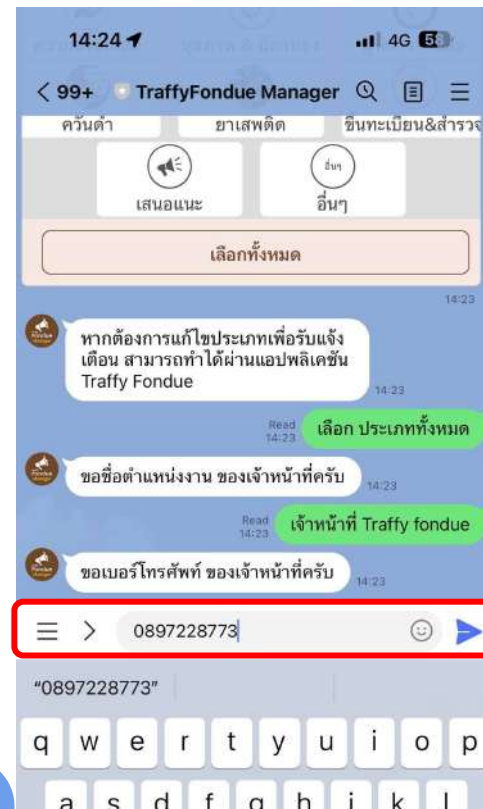 14:24
4G 53
99+ TraffyFondue Manager
ควันดำ ยาเสพติด ขึ้นทะเบียน&สำรวจ
อื่นๆ
เสนอแนะ อื่นๆ
เลือกทั้งหมด
14:23
หากต้องการแก้ไขประเภทเพื่อรับแจ้ง
เตือน สามารถทำได้ผ่านแอปพลิเคชัน
Traffy Fondue
14:23
Read
14:23
เลือก ประเภททั้งหมด
ขอชื่อตำแหน่งงาน ของเจ้าหน้าที่ครับ
14:23
Read
14:23
เจ้าหน้าที่ Traffy fondue
ขอเบอร์โทรศัพท์ ของเจ้าหน้าที่ครับ
14:23
0897228773
"0897228773"
q w e r t y u i o p
a s d f g h j k l